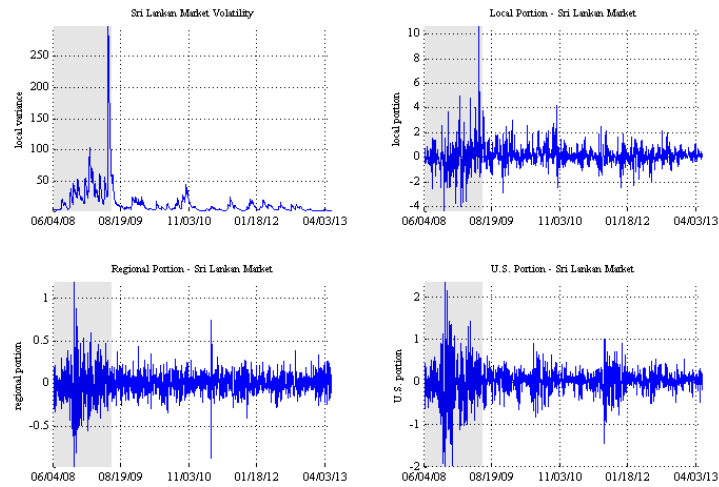 Sri Lankan Market Volatility
local variance
250
200
150
100
50
06/04/08 08/19/09 11/03/10 01/18/12 04/03/13
Local Portion - Sri Lankan Market
local portion
10
8
6
4
2
0
-2
-4
06/04/08 08/19/09 11/03/10 01/18/12 04/03/13
Regional Portion - Sri Lankan Market
regional portion
1
0.5
0
-0.5
06/04/08 08/19/09 11/03/10 01/18/12 04/03/13
U.S. Portion - Sri Lankan Market
U.S. portion
2
1
0
-1
-2
06/04/08 08/19/09 11/03/10 01/18/12 04/03/13